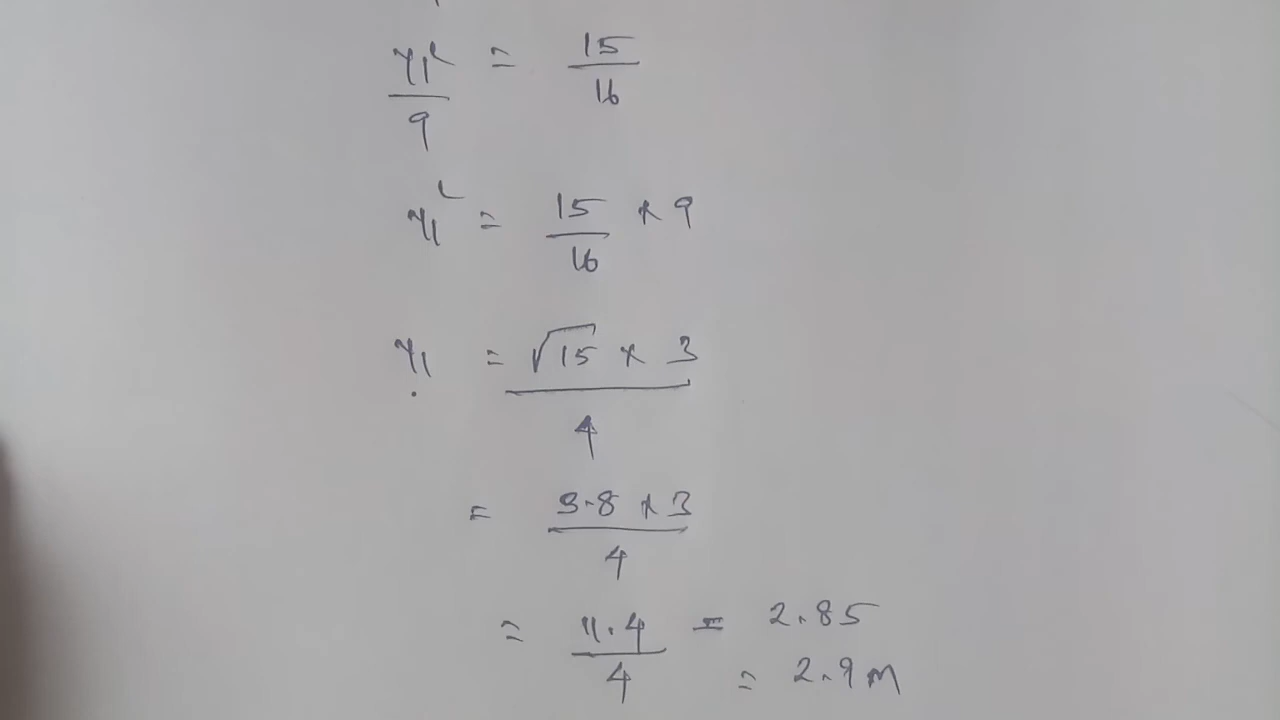 y₁² / 9 = 15 / 16
y₁² = 15 / 16 × 9
y₁ = √15 × 3 / 4
= 3.8 × 3 / 4
= 11.4 / 4 = 2.85
= 2.9 m